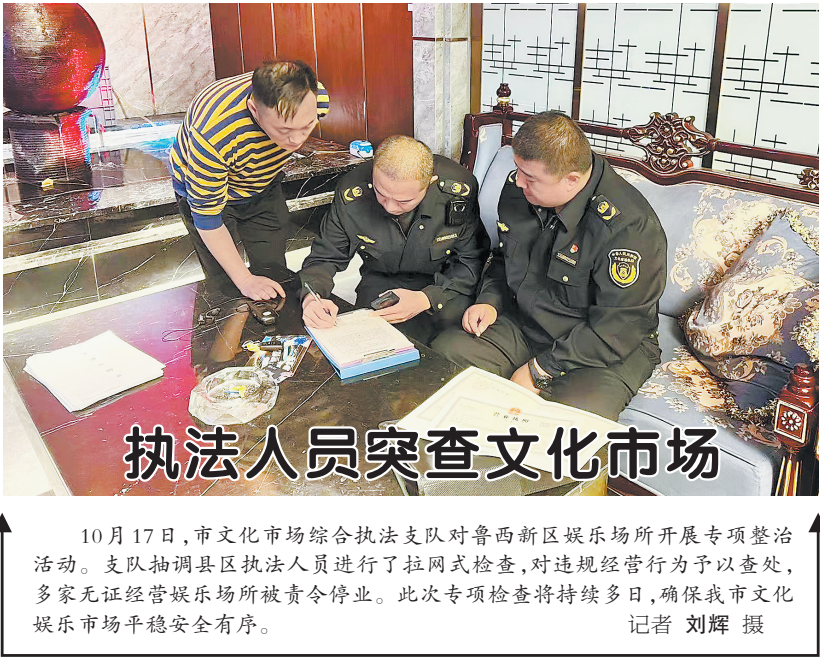 执法人员突查文化市场
10月17日,市文化市场综合执法支队对鲁西新区娱乐场所开展专项整治
活动。支队抽调县区执法人员进行了拉网式检查,对违规经营行为予以查处,
多家无证经营娱乐场所被责令停业。此次专项检查将持续多日,确保我市文化
娱乐市场平稳安全有序。 记者 刘辉 摄